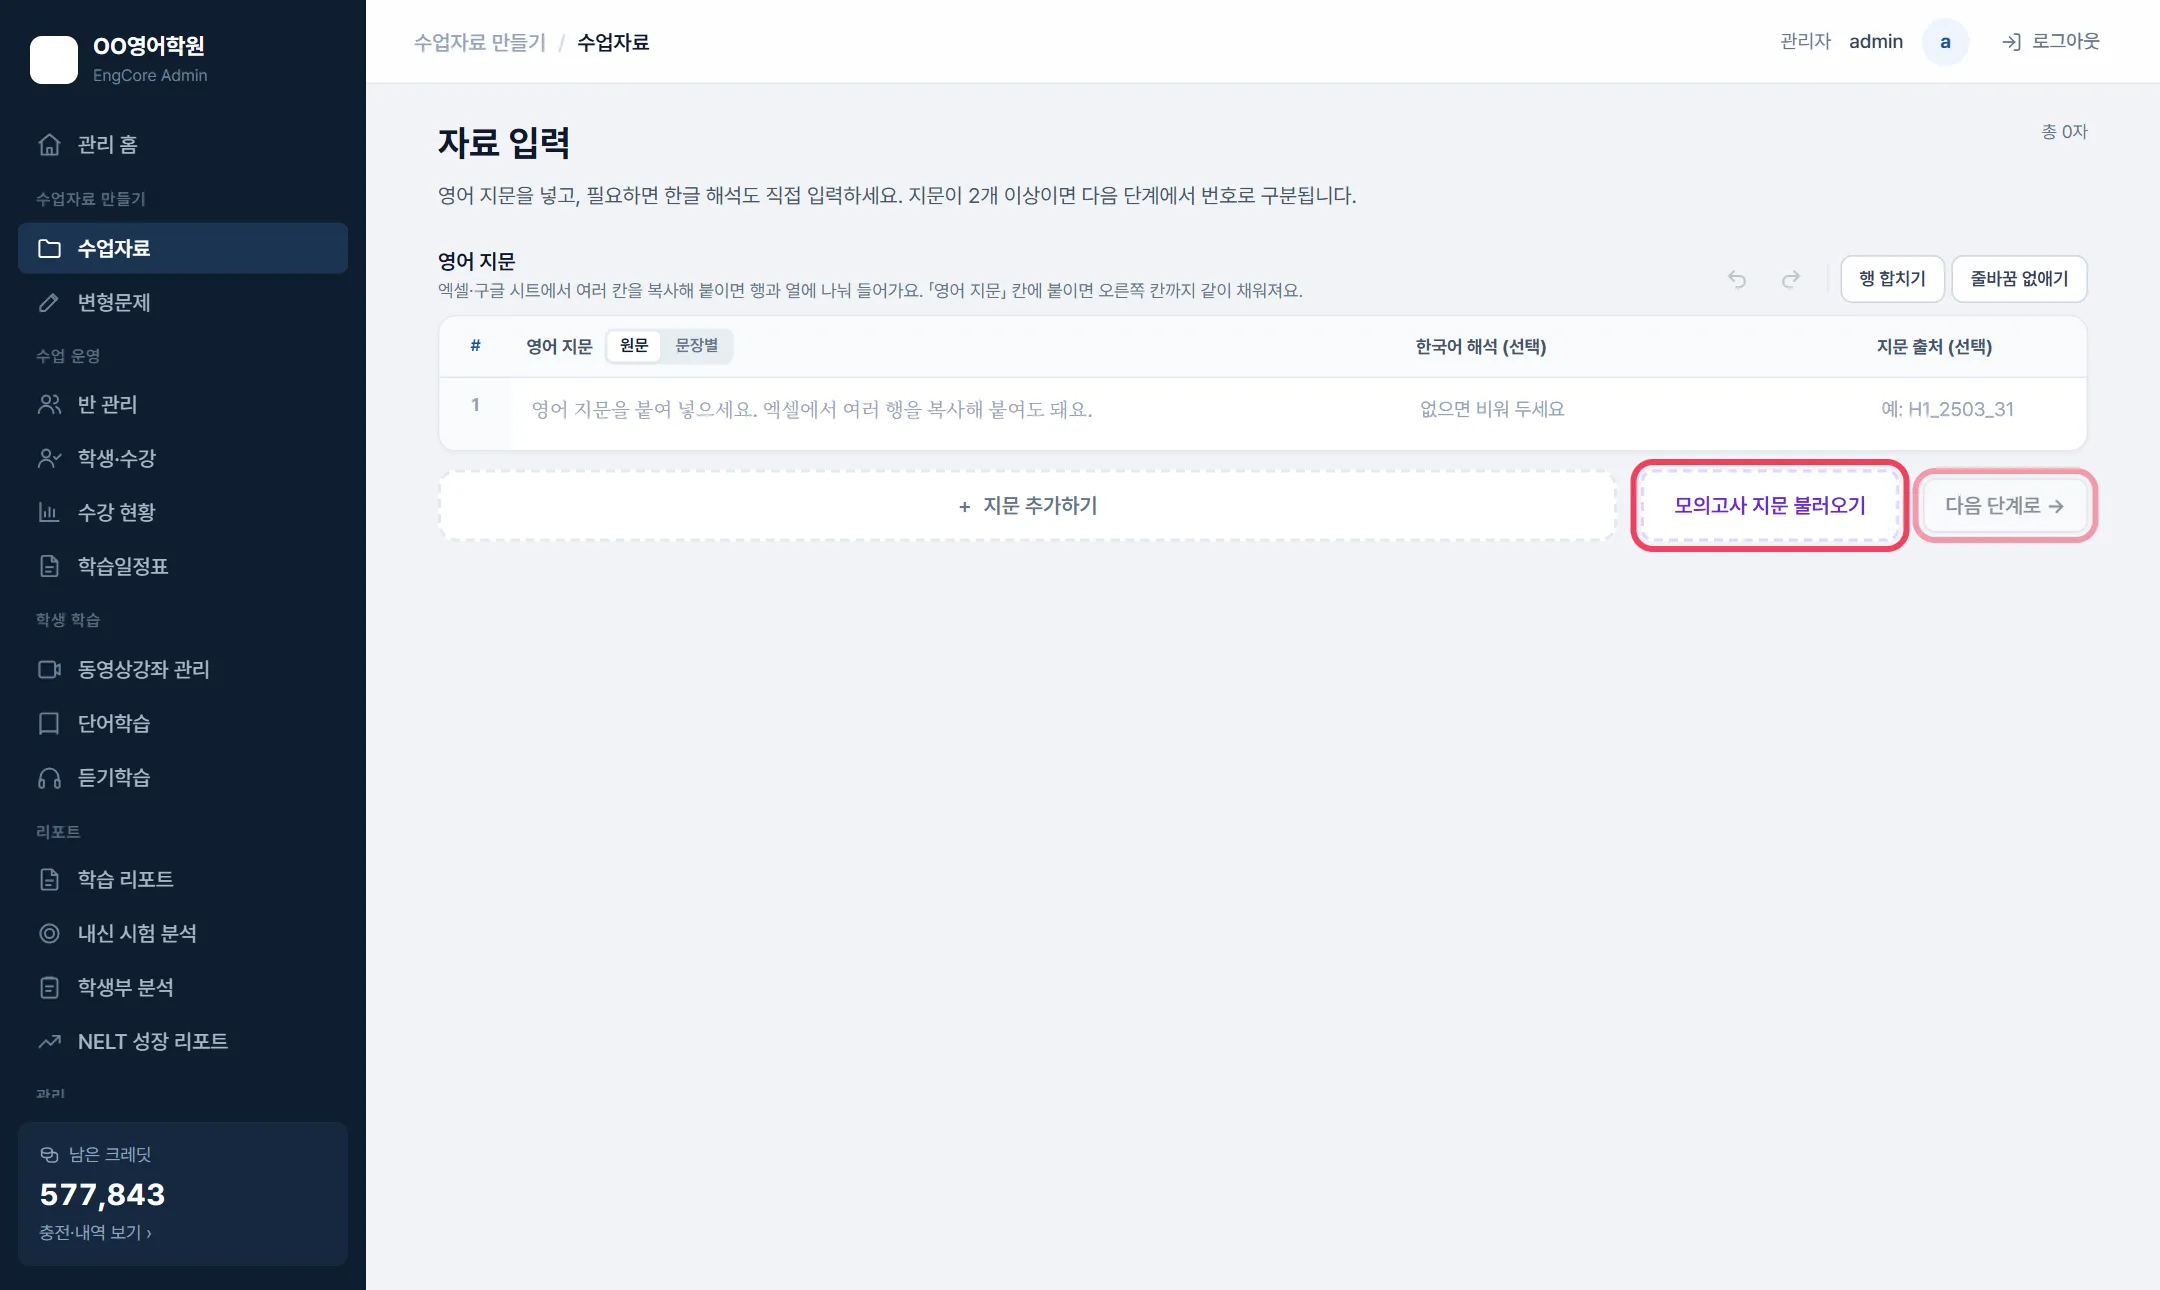 OO영어학원
EngCore Admin
관리 홈
수업자료 만들기
수업자료
변형문제
수업 운영
반 관리
학생·수강
수강 현황
학습일정표
학생 학습
동영상강좌 관리
단어학습
듣기학습
리포트
학습 리포트
내신 시험 분석
학생부 분석
NELT 성장 리포트
관리
남은 크레딧
577,843
충전·내역 보기 ›
수업자료 만들기 / 수업자료
관리자 admin a 로그아웃
자료 입력
총 0자
영어 지문을 넣고, 필요하면 한글 해석도 직접 입력하세요. 지문이 2개 이상이면 다음 단계에서 번호로 구분됩니다.
영어 지문
엑셀·구글 시트에서 여러 칸을 복사해 붙이면 행과 열에 나눠 들어가요. 「영어 지문」 칸에 붙이면 오른쪽 칸까지 같이 채워져요.
행 합치기 줄바꿈 없애기
# 영어 지문 원문 문장별 한국어 해석 (선택) 지문 출처 (선택)
1 영어 지문을 붙여 넣으세요. 엑셀에서 여러 행을 복사해 붙여도 돼요. 없으면 비워 두세요 예: H1_2503_31
+ 지문 추가하기 모의고사 지문 불러오기 다음 단계로 →